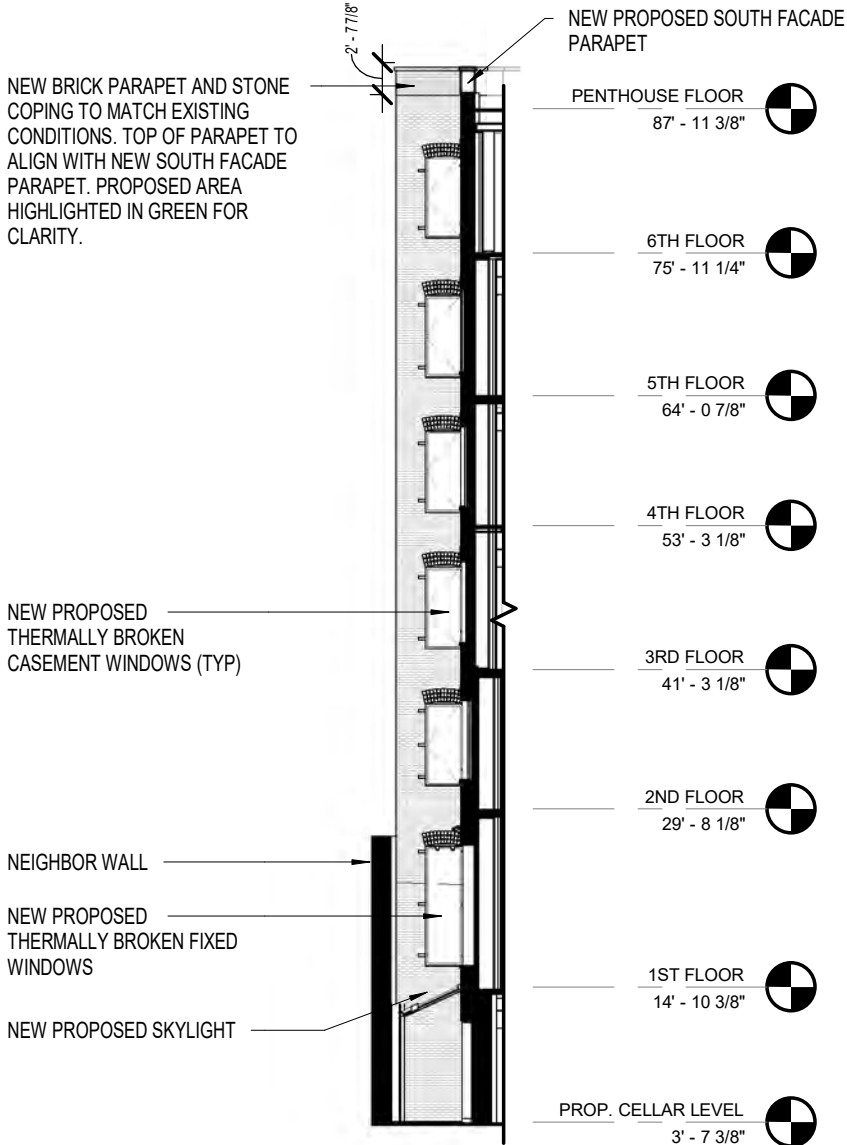 2' - 7 7/8"
NEW PROPOSED SOUTH FACADE
PARAPET
NEW BRICK PARAPET AND STONE
COPING TO MATCH EXISTING
CONDITIONS. TOP OF PARAPET TO
ALIGN WITH NEW SOUTH FACADE
PARAPET. PROPOSED AREA
HIGHLIGHTED IN GREEN FOR
CLARITY.
PENTHOUSE FLOOR
87' - 11 3/8"
6TH FLOOR
75' - 11 1/4"
5TH FLOOR
64' - 0 7/8"
4TH FLOOR
53' - 3 1/8"
NEW PROPOSED
THERMALLY BROKEN
CASEMENT WINDOWS (TYP)
3RD FLOOR
41' - 3 1/8"
2ND FLOOR
29' - 8 1/8"
NEIGHBOR WALL
NEW PROPOSED
THERMALLY BROKEN FIXED
WINDOWS
1ST FLOOR
14' - 10 3/8"
NEW PROPOSED SKYLIGHT
PROP. CELLAR LEVEL
3' - 7 3/8"